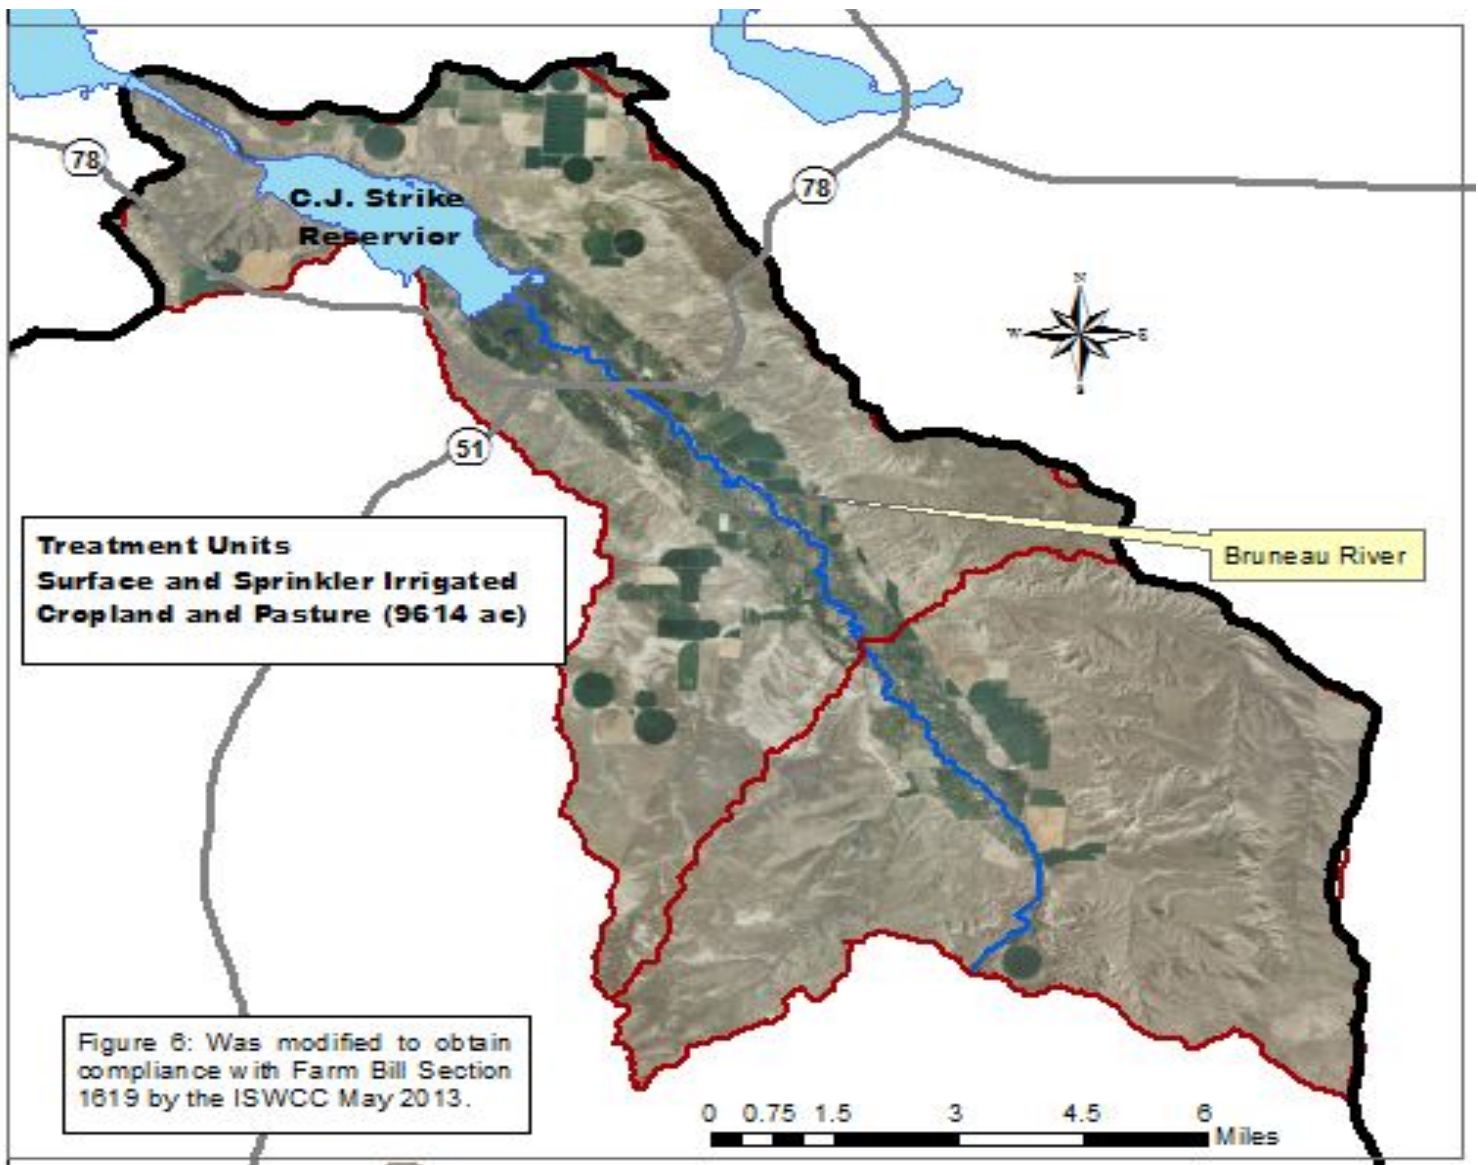 78
78
C.J. Strike
Reservior
N
W
E
S
51
Treatment Units
Surface and Sprinkler Irrigated
Cropland and Pasture (9614 ac)
Bruneau River
Figure 6: Was modified to obtain
compliance with Farm Bill Section
1619 by the ISWCC May 2013.
0 0.75 1.5 3 4.5 6
Miles